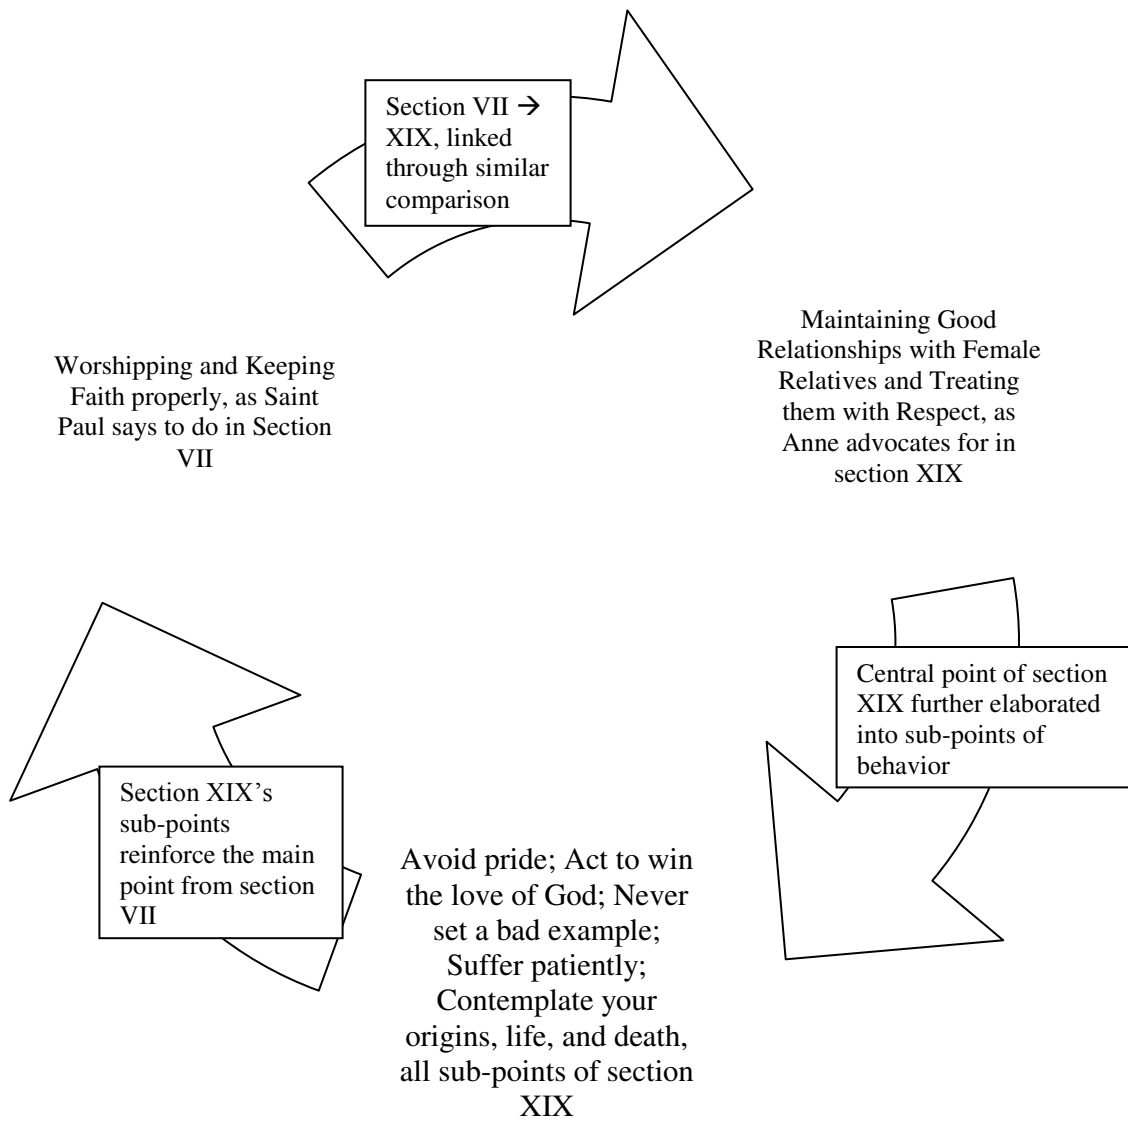 Section VII →
XIX, linked
through similar
comparison
Maintaining Good
Relationships with Female
Relatives and Treating
them with Respect, as
Anne advocates for in
section XIX
Worshipping and Keeping
Faith properly, as Saint
Paul says to do in Section
VII
Central point of section
XIX further elaborated
into sub-points of
behavior
Section XIX’s
sub-points
reinforce the main
point from section
VII
Avoid pride; Act to win
the love of God; Never
set a bad example;
Suffer patiently;
Contemplate your
origins, life, and death,
all sub-points of section
XIX